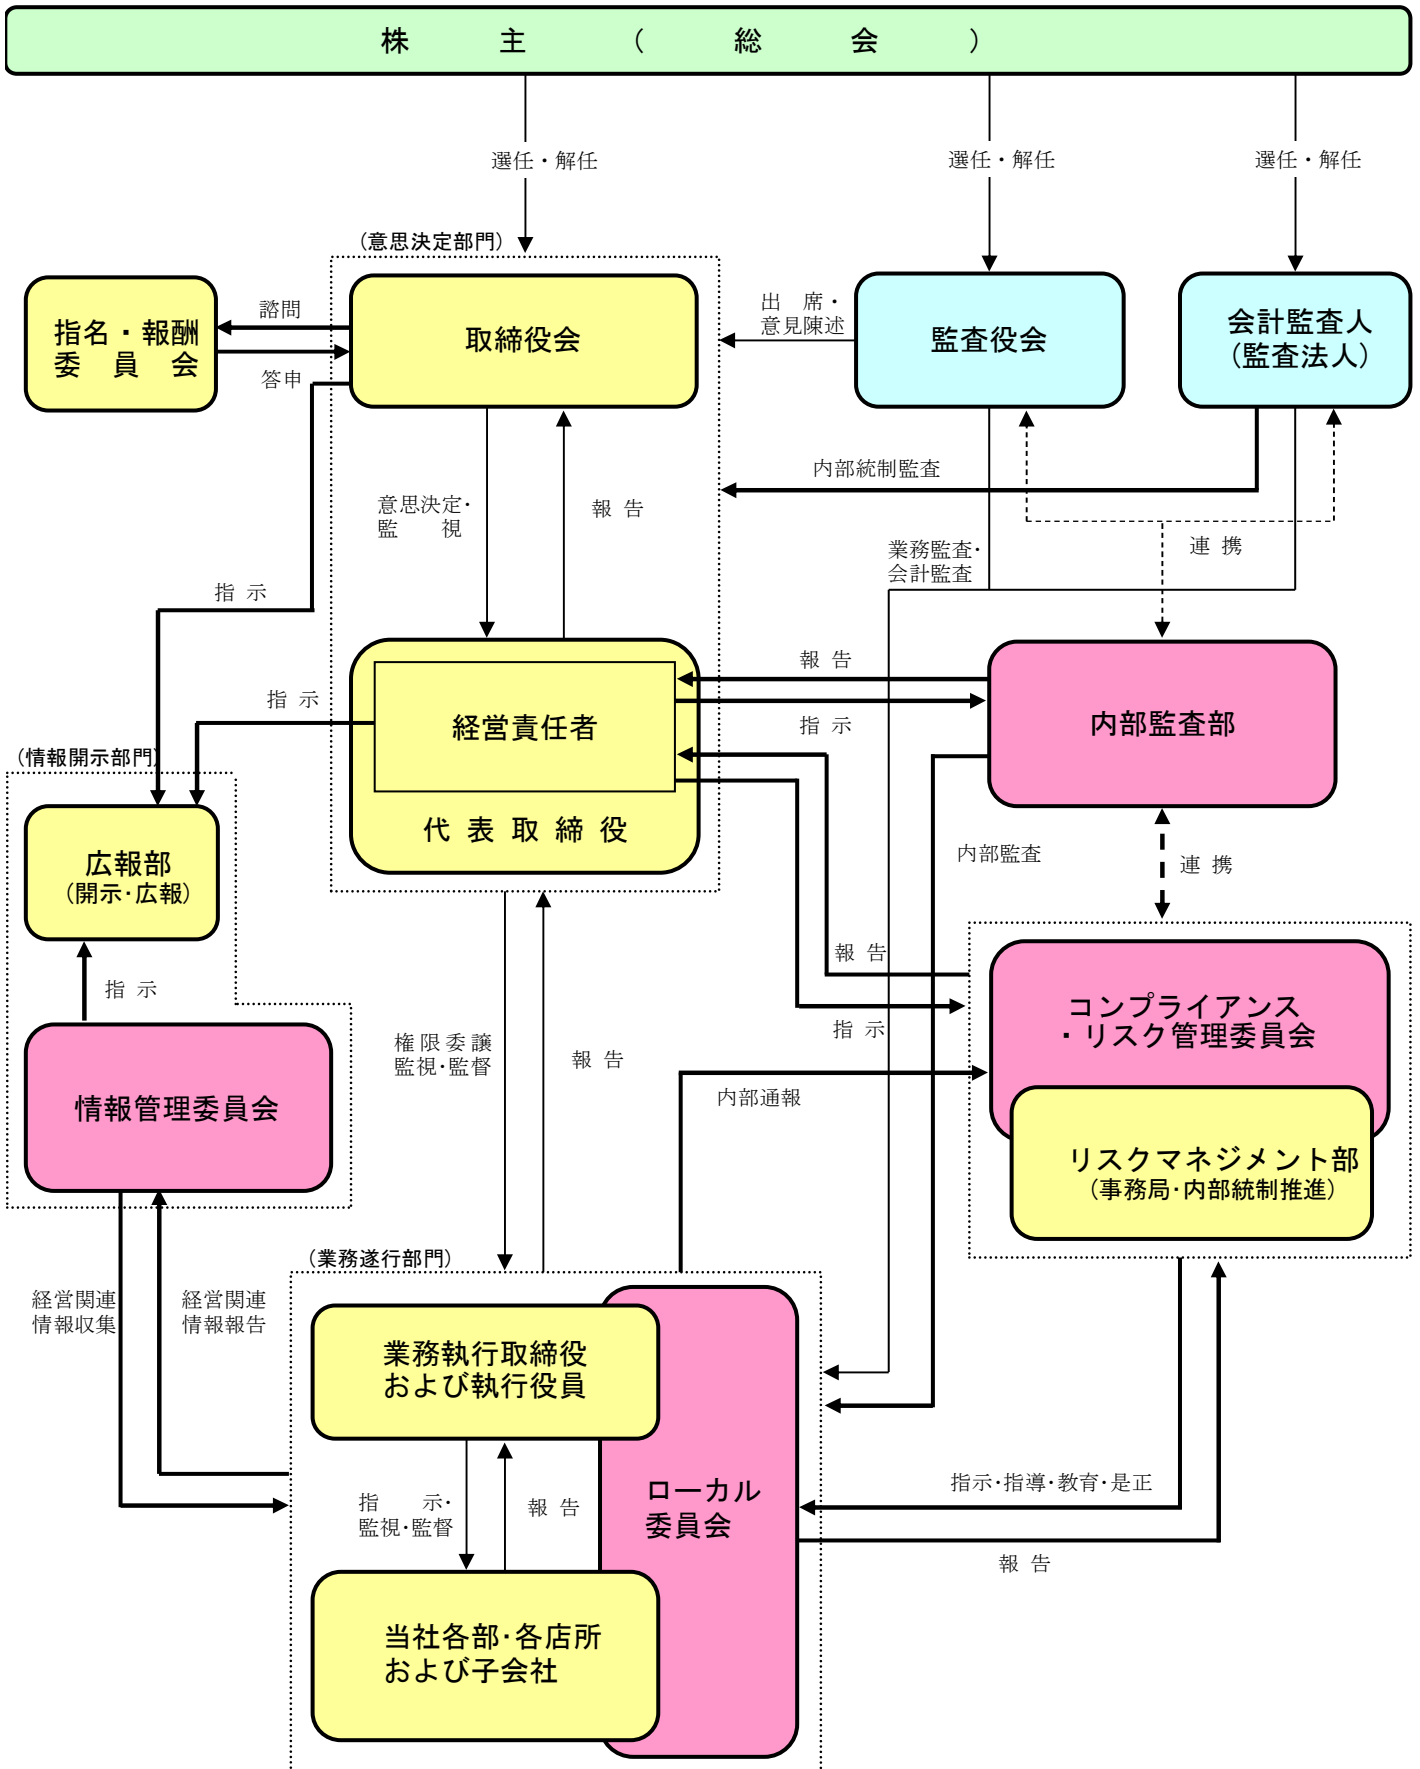 株主(総会)
選任・解任
選任・解任
選任・解任
(意思決定部門)
指名・報酬
委員会
諮問
答申
取締役会
出席・
意見陳述
監査役会
会計監査人
(監査法人)
内部統制監査
意思決定・
監視
報告
業務監査・
会計監査
連携
指示
指示
経営責任者
代表取締役
報告
指示
内部監査部
(情報開示部門)
広報部
(開示・広報)
指示
情報管理委員会
内部監査
連携
報告
指示
コンプライアンス
・リスク管理委員会
リスクマネジメント部
(事務局・内部統制推進)
権限委譲
監視・監督
報告
内部通報
(業務遂行部門)
経営関連
情報収集
経営関連
情報報告
業務執行取締役
および執行役員
指示・
監視・監督
報告
ローカル
委員会
指示・指導・教育・是正
報告
当社各部・各店所
および子会社